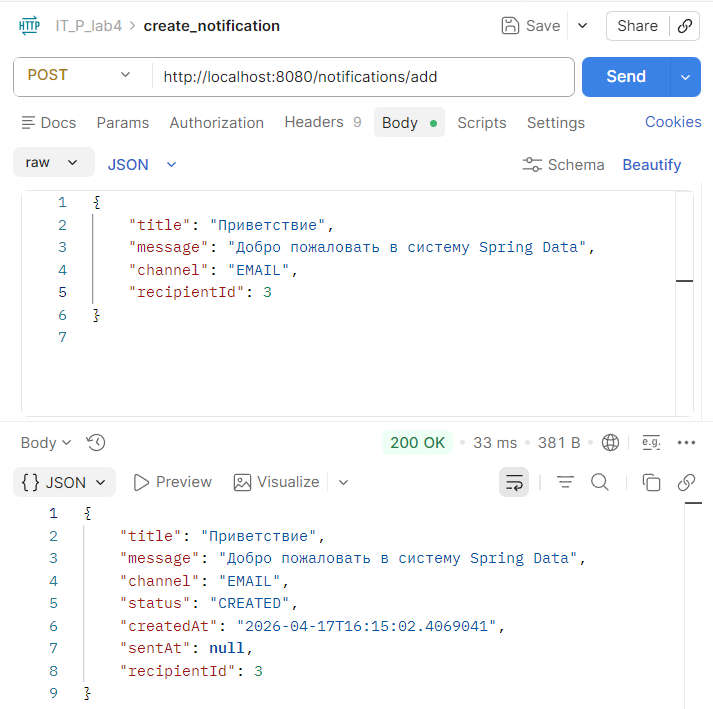 HTTP IT_P_lab4 > create_notification Save Share
POST http://localhost:8080/notifications/add Send
Docs Params Authorization Headers 9 Body Scripts Settings Cookies
raw JSON Schema Beautify
1 {
2 "title": "Приветствие",
3 "message": "Добро пожаловать в систему Spring Data",
4 "channel": "EMAIL",
5 "recipientId": 3
6 }
7
Body 200 OK 33 ms 381 B e.g.
{} JSON Preview Visualize
1 {
2 "title": "Приветствие",
3 "message": "Добро пожаловать в систему Spring Data",
4 "channel": "EMAIL",
5 "status": "CREATED",
6 "createdAt": "2026-04-17T16:15:02.4069041",
7 "sentAt": null,
8 "recipientId": 3
9 }